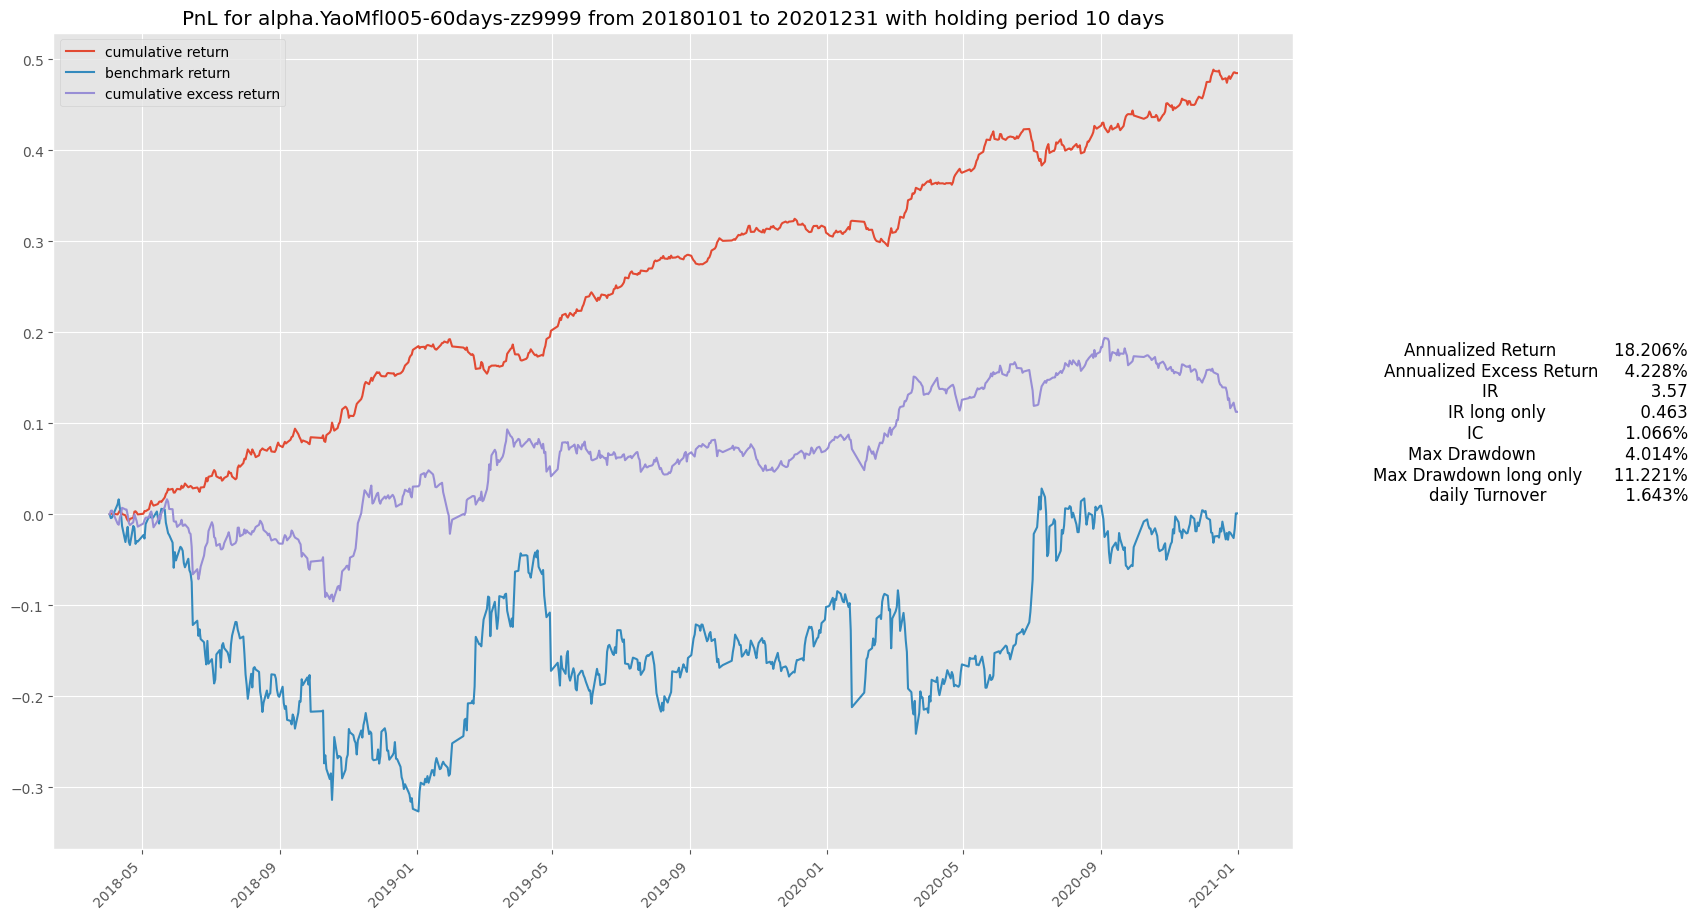 PnL for alpha.YaoMfl005-60days-zz9999 from 20180101 to 20201231 with holding period 10 days
cumulative return
benchmark return
cumulative excess return
0.5
0.4
0.3
0.2
0.1
0.0
−0.1
−0.2
−0.3
2018-05
2018-09
2019-01
2019-05
2019-09
2020-01
2020-05
2020-09
2021-01
Annualized Return 18.206%
Annualized Excess Return 4.228%
IR 3.57
IR long only 0.463
IC 1.066%
Max Drawdown 4.014%
Max Drawdown long only 11.221%
daily Turnover 1.643%